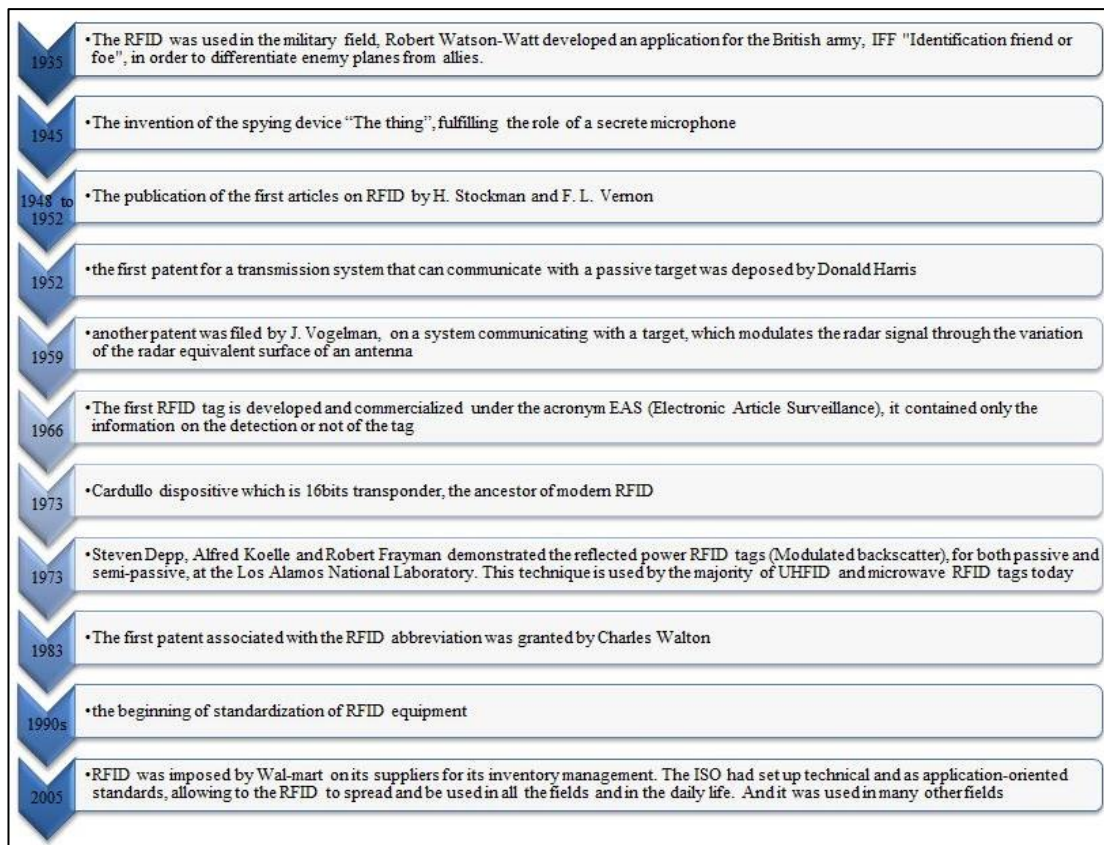 1935
•The RFID was used in the military field, Robert Watson-Watt developed an application for the British army, IFF "Identification friend or
foe", in order to differentiate enemy planes from allies.
1945
•The invention of the spying device “The thing”, fulfilling the role of a secrete microphone
1948 to
1952
•The publication of the first articles on RFID by H. Stockman and F. L. Vernon
1952
•the first patent for a transmission system that can communicate with a passive target was deposed by Donald Harris
1959
•another patent was filed by J. Vogelman, on a system communicating with a target, which modulates the radar signal through the variation
of the radar equivalent surface of an antenna
1966
•The first RFID tag is developed and commercialized under the acronym EAS (Electronic Article Surveillance), it contained only the
information on the detection or not of the tag
1973
•Cardullo dispositive which is 16bits transponder, the ancestor of modern RFID
1973
•Steven Depp, Alfred Koelle and Robert Frayman demonstrated the reflected power RFID tags (Modulated backscatter), for both passive and
semi-passive, at the Los Alamos National Laboratory. This technique is used by the majority of UHFID and microwave RFID tags today
1983
•The first patent associated with the RFID abbreviation was granted by Charles Walton
1990s
•the beginning of standardization of RFID equipment
2005
•RFID was imposed by Wal-mart on its suppliers for its inventory management. The ISO had set up technical and as application-oriented
standards, allowing to the RFID to spread and be used in all the fields and in the daily life. And it was used in many other fields